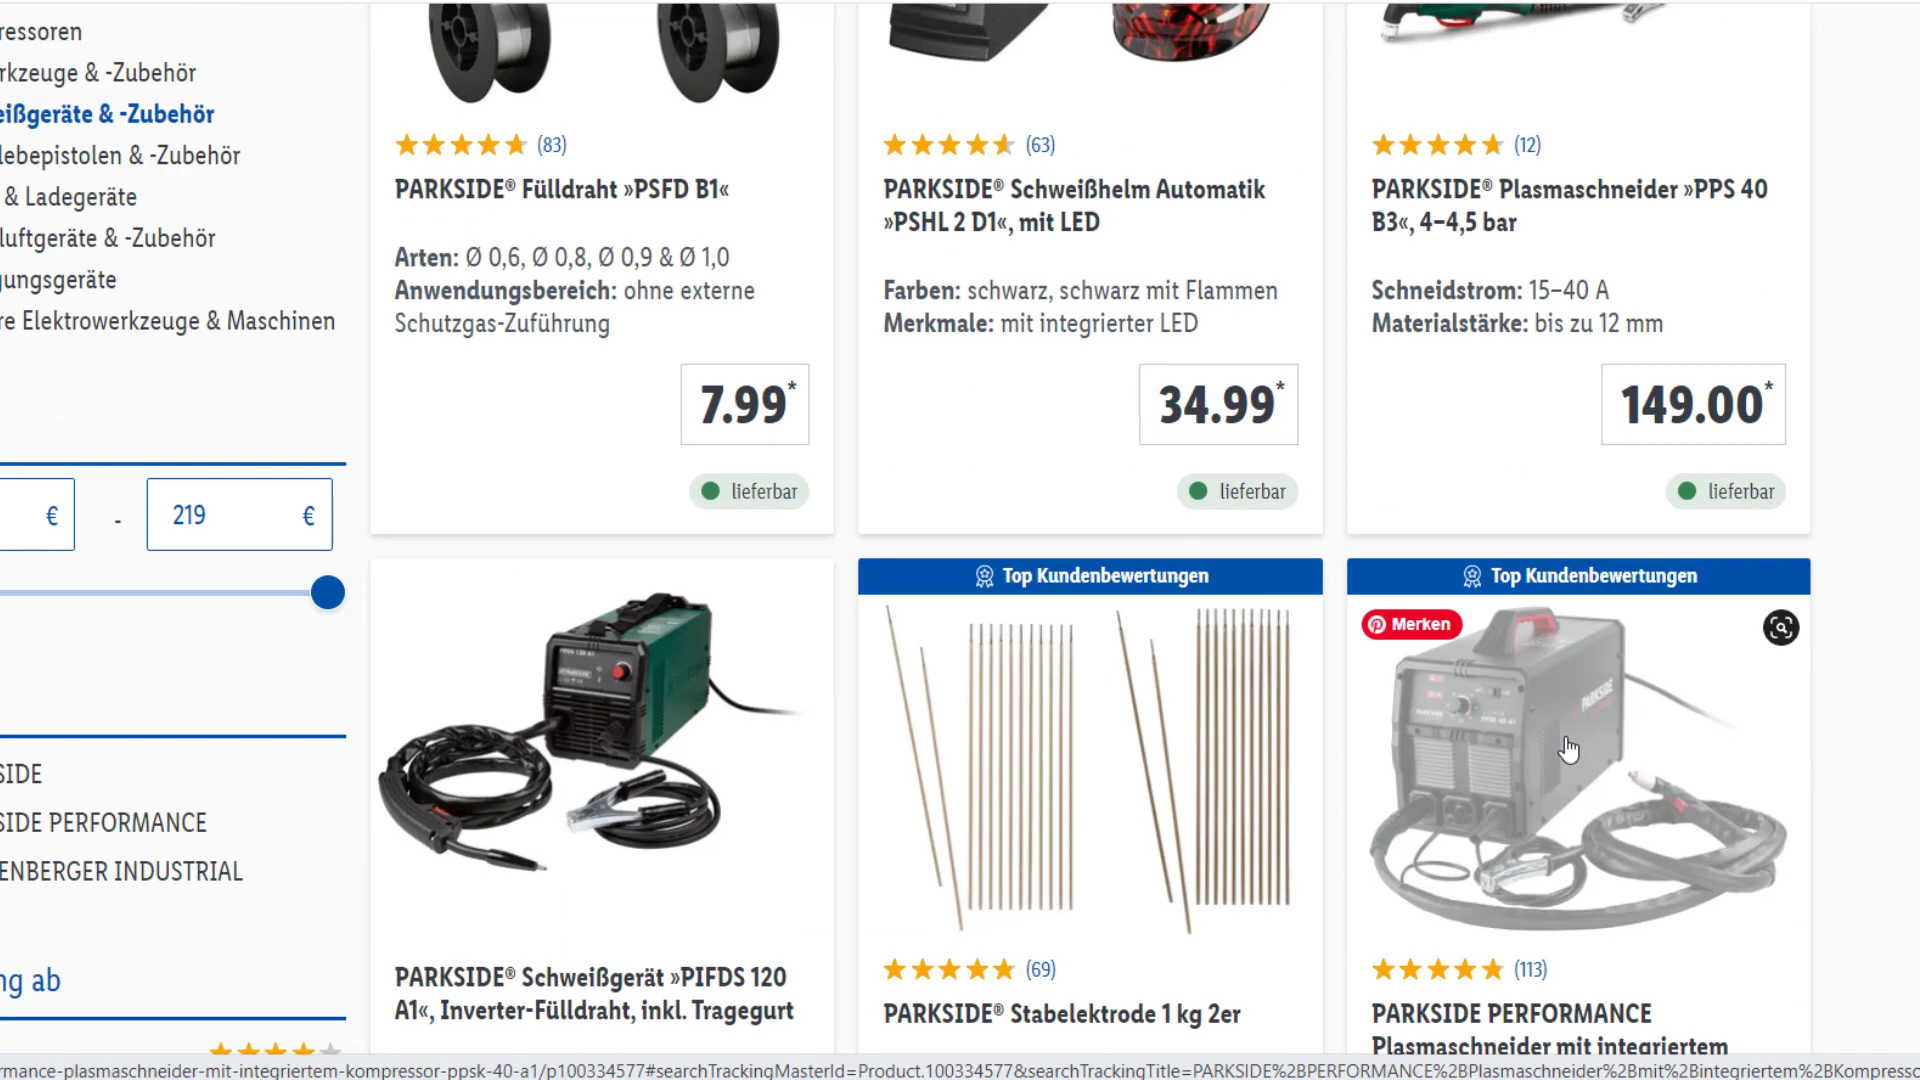 ressoren
rkzeuge & -Zubehör
eißgeräte & -Zubehör
lebepistolen & -Zubehör
& Ladegeräte
luftgeräte & -Zubehör
gungsgeräte
re Elektrowerkzeuge & Maschinen
€ - 219 €
SIDE
SIDE PERFORMANCE
ENBERGER INDUSTRIAL
ng ab
(83)
PARKSIDE® Fülldraht »PSFD B1«
Arten: Ø 0,6, Ø 0,8, Ø 0,9 & Ø 1,0
Anwendungsbereich: ohne externe
Schutzgas-Zuführung
7.99*
lieferbar
(63)
PARKSIDE® Schweißhelm Automatik
»PSHL 2 D1«, mit LED
Farben: schwarz, schwarz mit Flammen
Merkmale: mit integrierter LED
34.99*
lieferbar
(12)
PARKSIDE® Plasmaschneider »PPS 40
B3«, 4–4,5 bar
Schneidstrom: 15–40 A
Materialstärke: bis zu 12 mm
149.00*
lieferbar
PARKSIDE® Schweißgerät »PIFDS 120
A1«, Inverter-Fülldraht, inkl. Tragegurt
Top Kundenbewertungen
(69)
PARKSIDE® Stabelektrode 1 kg 2er
Top Kundenbewertungen
Merken
PARKSIDE
PARKSIDE PPSK 40 A1
(113)
PARKSIDE PERFORMANCE
Plasmaschneider mit integriertem
rmance-plasmaschneider-mit-integriertem-kompressor-ppsk-40-a1/p100334577#searchTrackingMasterId=Product.100334577&searchTrackingTitle=PARKSIDE%2BPERFORMANCE%2BPlasmaschneider%2Bmit%2Bintegriertem%2BKompresso